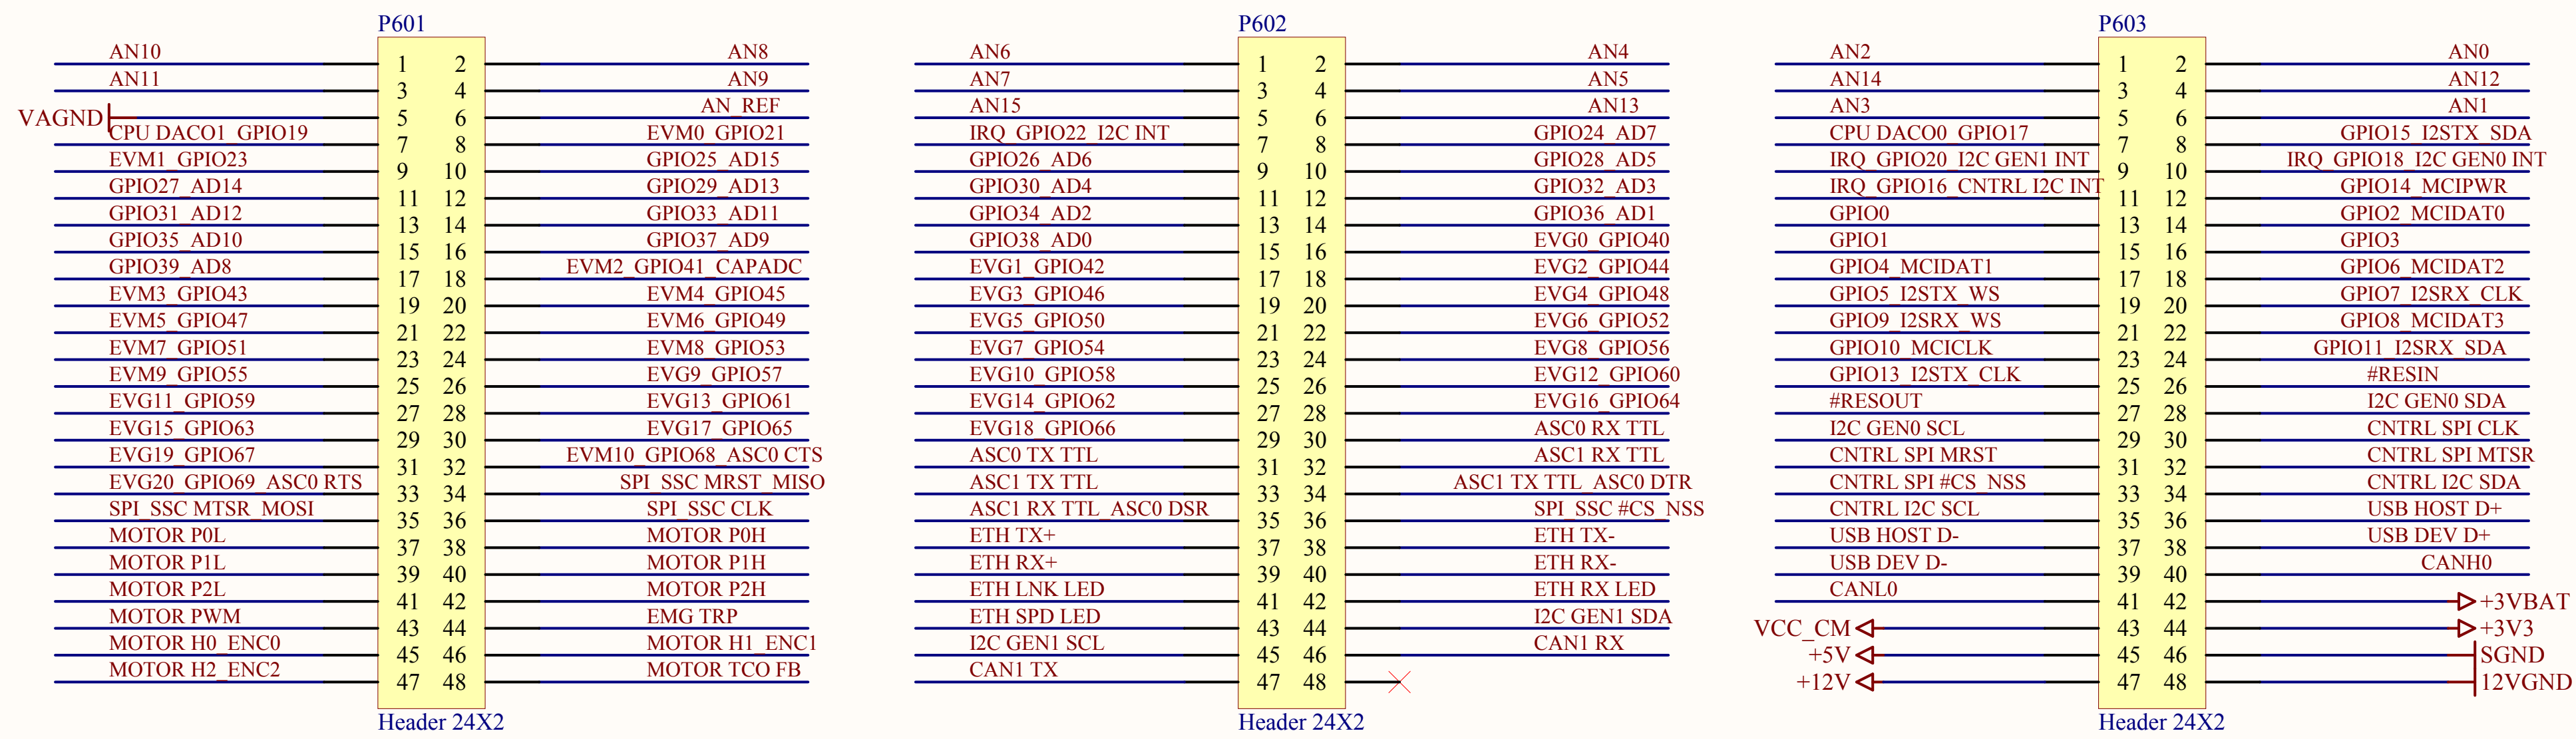 P601 P602 P603
AN10 1 2 AN8 AN6 1 2 AN4 AN2 1 2 AN0
AN11 3 4 AN9 AN7 3 4 AN5 AN14 3 4 AN12
VAGND 5 6 AN_REF AN15 5 6 AN13 AN3 5 6 AN1
CPU DACO1_GPIO19 7 8 EVM0_GPIO21 IRQ_GPIO22_I2C INT 7 8 GPIO24_AD7 CPU DACO0_GPIO17 7 8 GPIO15_I2STX_SDA
EVM1_GPIO23 9 10 GPIO25_AD15 GPIO26_AD6 9 10 GPIO28_AD5 IRQ_GPIO20_I2C GEN1 INT 9 10 IRQ_GPIO18_I2C GEN0 INT
GPIO27_AD14 11 12 GPIO29_AD13 GPIO30_AD4 11 12 GPIO32_AD3 IRQ_GPIO16_CNTRL I2C INT 11 12 GPIO14_MCIPWR
GPIO31_AD12 13 14 GPIO33_AD11 GPIO34_AD2 13 14 GPIO36_AD1 GPIO0 13 14 GPIO2_MCIDAT0
GPIO35_AD10 15 16 GPIO37_AD9 GPIO38_AD0 15 16 EVG0_GPIO40 GPIO1 15 16 GPIO3
GPIO39_AD8 17 18 EVM2_GPIO41_CAPADC EVG1_GPIO42 17 18 EVG2_GPIO44 GPIO4_MCIDAT1 17 18 GPIO6_MCIDAT2
EVM3_GPIO43 19 20 EVM4_GPIO45 EVG3_GPIO46 19 20 EVG4_GPIO48 GPIO5_I2STX_WS 19 20 GPIO7_I2SRX_CLK
EVM5_GPIO47 21 22 EVM6_GPIO49 EVG5_GPIO50 21 22 EVG6_GPIO52 GPIO9_I2SRX_WS 21 22 GPIO8_MCIDAT3
EVM7_GPIO51 23 24 EVM8_GPIO53 EVG7_GPIO54 23 24 EVG8_GPIO56 GPIO10_MCICLK 23 24 GPIO11_I2SRX_SDA
EVM9_GPIO55 25 26 EVG9_GPIO57 EVG10_GPIO58 25 26 EVG12_GPIO60 GPIO13_I2STX_CLK 25 26 #RESIN
EVG11_GPIO59 27 28 EVG13_GPIO61 EVG14_GPIO62 27 28 EVG16_GPIO64 #RESOUT 27 28 I2C GEN0 SDA
EVG15_GPIO63 29 30 EVG17_GPIO65 EVG18_GPIO66 29 30 ASC0 RX TTL I2C GEN0 SCL 29 30 CNTRL SPI CLK
EVG19_GPIO67 31 32 EVM10_GPIO68_ASC0 CTS ASC0 TX TTL 31 32 ASC1 RX TTL CNTRL SPI MRST 31 32 CNTRL SPI MTSR
EVG20_GPIO69_ASC0 RTS 33 34 SPI_SSC MRST_MISO ASC1 TX TTL 33 34 ASC1 TX TTL_ASC0 DTR CNTRL SPI #CS_NSS 33 34 CNTRL I2C SDA
SPI_SSC MTSR_MOSI 35 36 SPI_SSC CLK ASC1 RX TTL_ASC0 DSR 35 36 SPI_SSC #CS_NSS CNTRL I2C SCL 35 36 USB HOST D+
MOTOR P0L 37 38 MOTOR P0H ETH TX+ 37 38 ETH TX- USB HOST D- 37 38 USB DEV D+
MOTOR P1L 39 40 MOTOR P1H ETH RX+ 39 40 ETH RX- USB DEV D- 39 40 CANH0
MOTOR P2L 41 42 MOTOR P2H ETH LNK LED 41 42 ETH RX LED CANL0 41 42 +3VBAT
MOTOR PWM 43 44 EMG TRP ETH SPD LED 43 44 I2C GEN1 SDA VCC_CM 43 44 +3V3
MOTOR H0_ENC0 45 46 MOTOR H1_ENC1 I2C GEN1 SCL 45 46 CAN1 RX +5V 45 46 SGND
MOTOR H2_ENC2 47 48 MOTOR TCO FB CAN1 TX 47 48 +12V 47 48 12VGND
Header 24X2 Header 24X2 Header 24X2